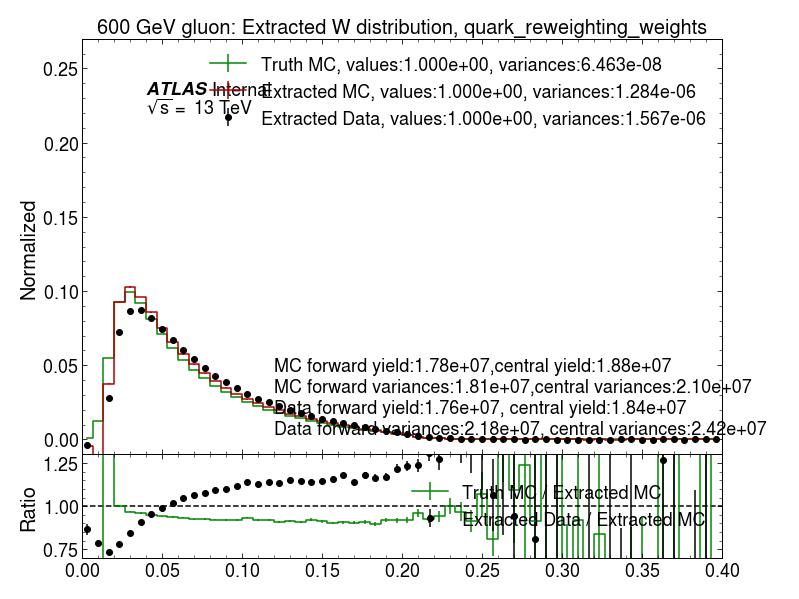 600 GeV gluon: Extracted W distribution, quark_reweighting_weights
Truth MC, values:1.000e+00, variances:6.463e-08
ATLAS Internal
Extracted MC, values:1.000e+00, variances:1.284e-06
√s = 13 TeV
Extracted Data, values:1.000e+00, variances:1.567e-06
Normalized
0.25
0.20
0.15
0.10
0.05
0.00
MC forward yield:1.78e+07,central yield:1.88e+07
MC forward variances:1.81e+07,central variances:2.10e+07
Data forward yield:1.76e+07, central yield:1.84e+07
Data forward variances:2.18e+07, central variances:2.42e+07
Ratio
1.25
1.00
0.75
Truth MC / Extracted MC
Extracted Data / Extracted MC
0.00 0.05 0.10 0.15 0.20 0.25 0.30 0.35 0.40